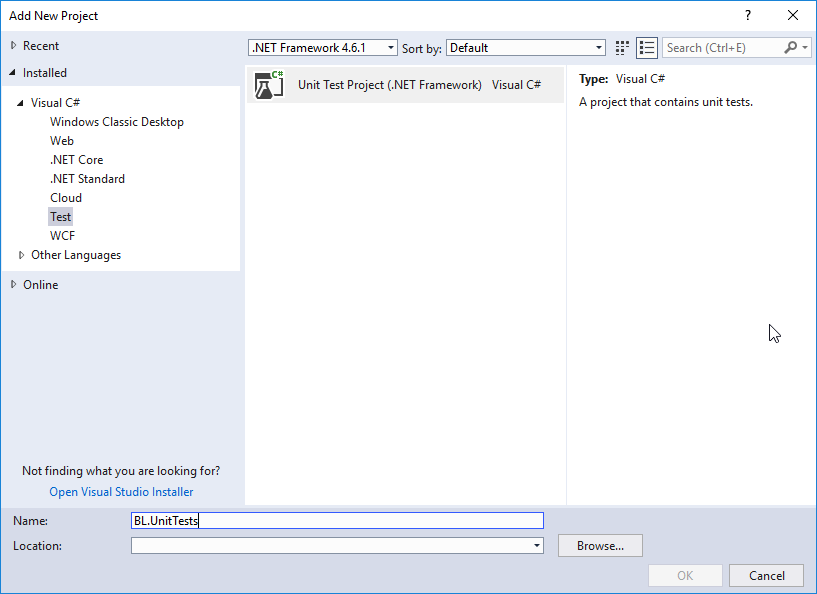 Add New Project
?
Recent
.NET Framework 4.6.1
Sort by:
Default
Search (Ctrl+E)
Installed
Visual C#
Windows Classic Desktop
Web
.NET Core
.NET Standard
Cloud
Test
WCF
Other Languages
Online
C#
Unit Test Project (.NET Framework) Visual C#
Type: Visual C#
A project that contains unit tests.
Not finding what you are looking for?
Open Visual Studio Installer
Name:
BL.UnitTests
Location:
Browse...
OK
Cancel